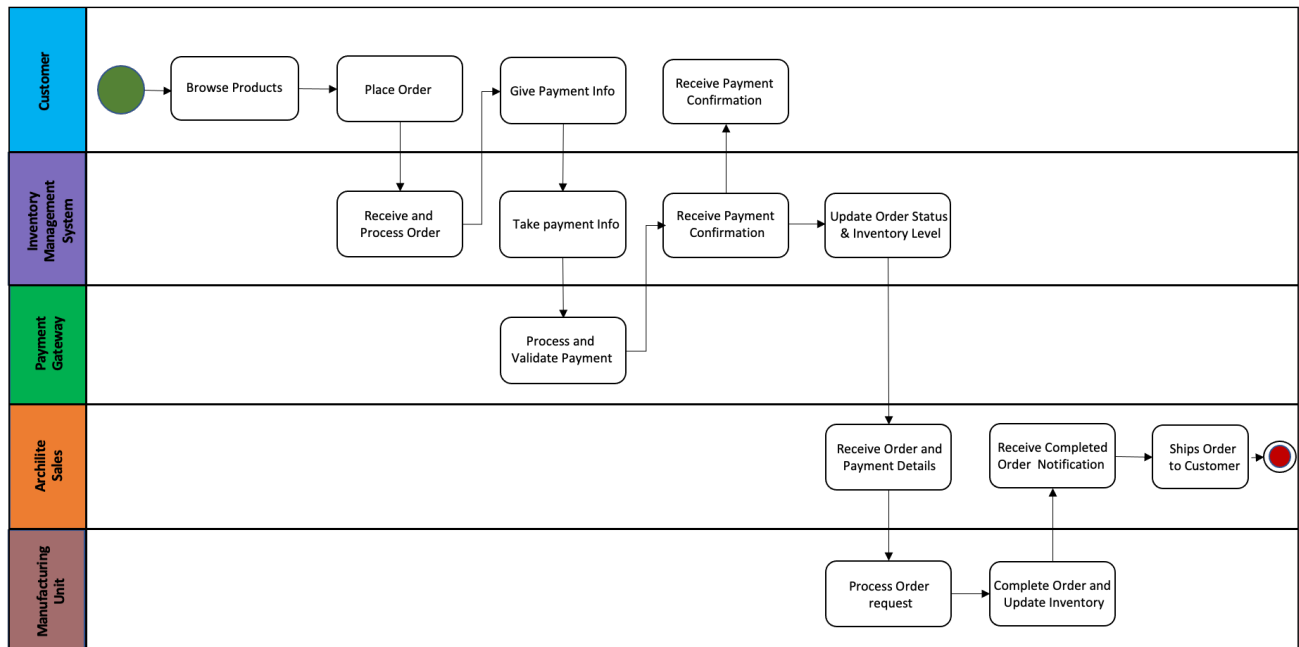 Customer
Browse Products
Place Order
Give Payment Info
Receive Payment
Confirmation
Inventory
Management
System
Receive and
Process Order
Take payment Info
Receive Payment
Confirmation
Update Order Status
& Inventory Level
Payment
Gateway
Process and
Validate Payment
Archilite
Sales
Receive Order and
Payment Details
Receive Completed
Order Notification
Ships Order
to Customer
Manufacturing
Unit
Process Order
request
Complete Order and
Update Inventory